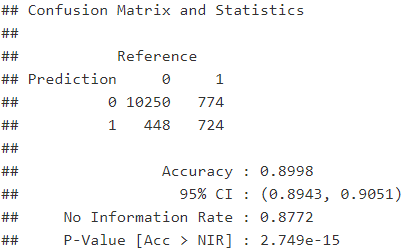 ## Confusion Matrix and Statistics
##
##           Reference
## Prediction     0     1
##          0 10250   774
##          1   448   724
##
##                Accuracy : 0.8998
##                  95% CI : (0.8943, 0.9051)
##     No Information Rate : 0.8772
##     P-Value [Acc > NIR] : 2.749e-15